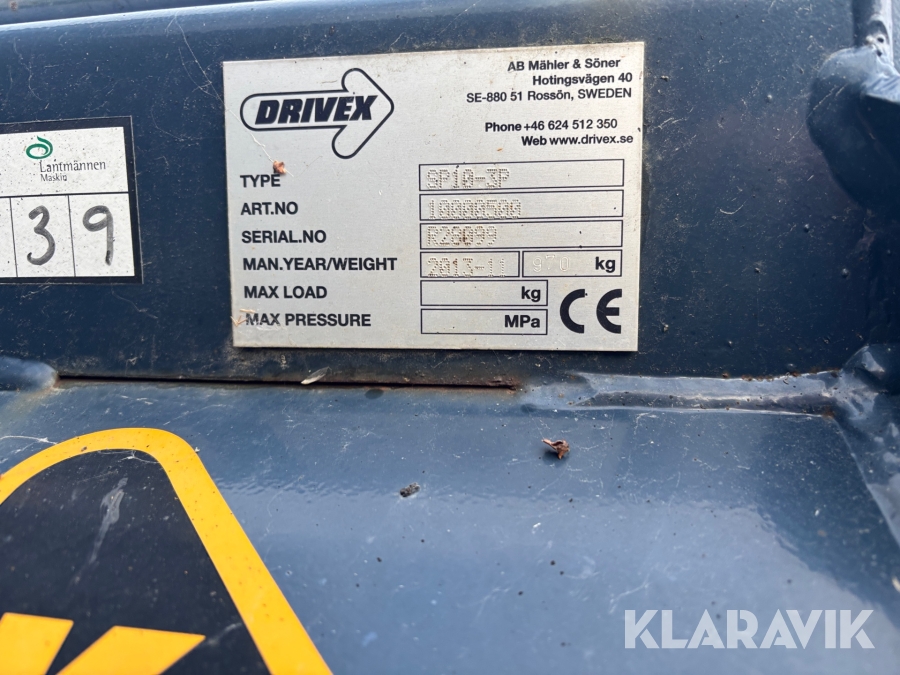 AB Mähler & Söner
Hotingsvägen 40
SE-880 51 Rossön, SWEDEN
DRIVEX
Phone +46 624 512 350
Web www.drivex.se
Lantmännen
Maskin
39
TYPE SP10-3P
ART.NO 10000500
SERIAL.NO R28099
MAN.YEAR/WEIGHT 2013-11 970 kg
MAX LOAD kg
MAX PRESSURE MPa
CE
KLARAVIK